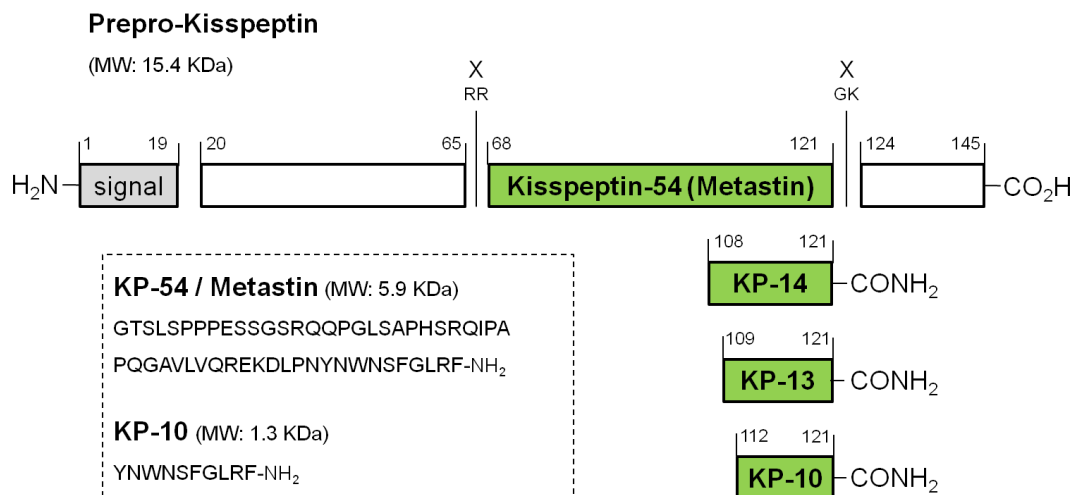 Prepro-Kisspeptin
(MW: 15.4 KDa)
X X
RR GK
1 19 20 65 68 121 124 145
H₂N signal Kisspeptin-54 (Metastin) CO₂H
108 121
KP-14 CONH₂
109 121
KP-13 CONH₂
112 121
KP-10 CONH₂
KP-54 / Metastin (MW: 5.9 KDa)
GTSLSPPPESSGSRQQPGLSAPHSRQIPA
PQGAVLVQREKDLPNYNWNSFGLRF-NH₂
KP-10 (MW: 1.3 KDa)
YNWNSFGLRF-NH₂